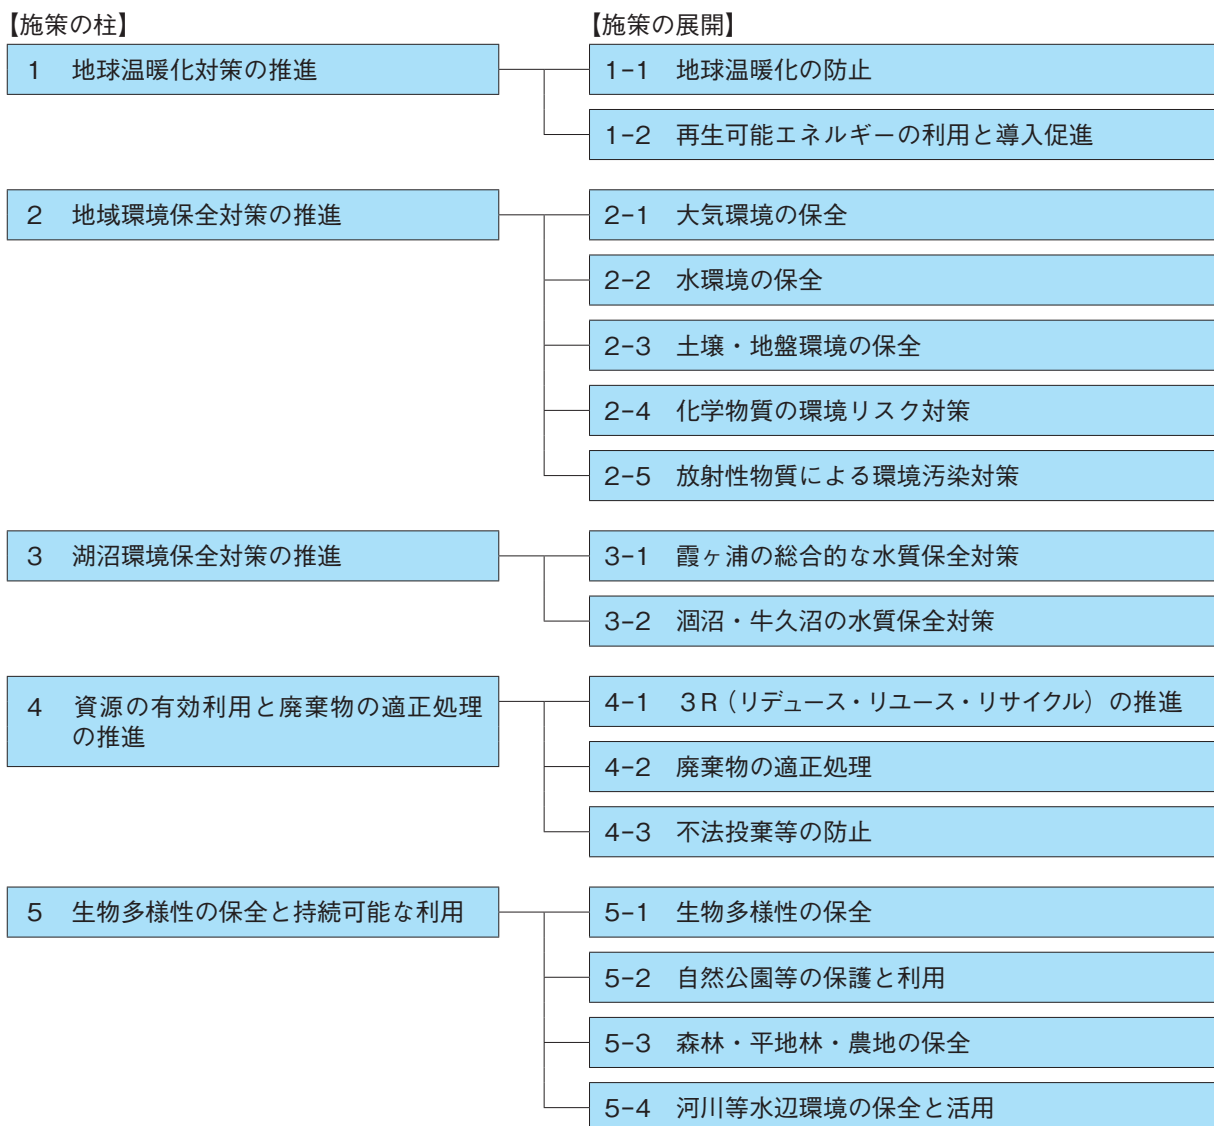 【施策の柱】
【施策の展開】
1 地球温暖化対策の推進
1-1 地球温暖化の防止
1-2 再生可能エネルギーの利用と導入促進
2 地域環境保全対策の推進
2-1 大気環境の保全
2-2 水環境の保全
2-3 土壌・地盤環境の保全
2-4 化学物質の環境リスク対策
2-5 放射性物質による環境汚染対策
3 湖沼環境保全対策の推進
3-1 霞ヶ浦の総合的な水質保全対策
3-2 涸沼・牛久沼の水質保全対策
4 資源の有効利用と廃棄物の適正処理
の推進
4-1 3R（リデュース・リユース・リサイクル）の推進
4-2 廃棄物の適正処理
4-3 不法投棄等の防止
5 生物多様性の保全と持続可能な利用
5-1 生物多様性の保全
5-2 自然公園等の保護と利用
5-3 森林・平地林・農地の保全
5-4 河川等水辺環境の保全と活用